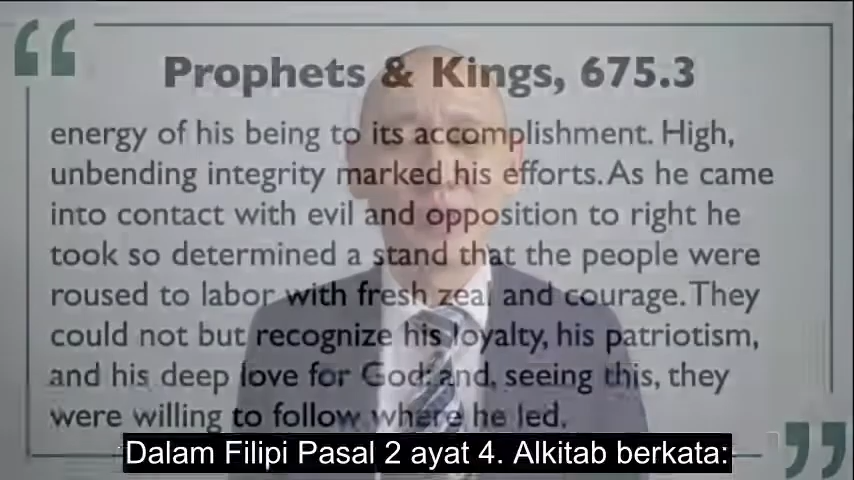 Prophets & Kings, 675.3
energy of his being to its accomplishment. High,
unbending integrity marked his efforts. As he came
into contact with evil and opposition to right he
took so determined a stand that the people were
roused to labor with fresh zeal and courage. They
could not but recognize his loyalty, his patriotism,
and his deep love for God; and, seeing this, they
were willing to follow where he led.
Dalam Filipi Pasal 2 ayat 4. Alkitab berkata: